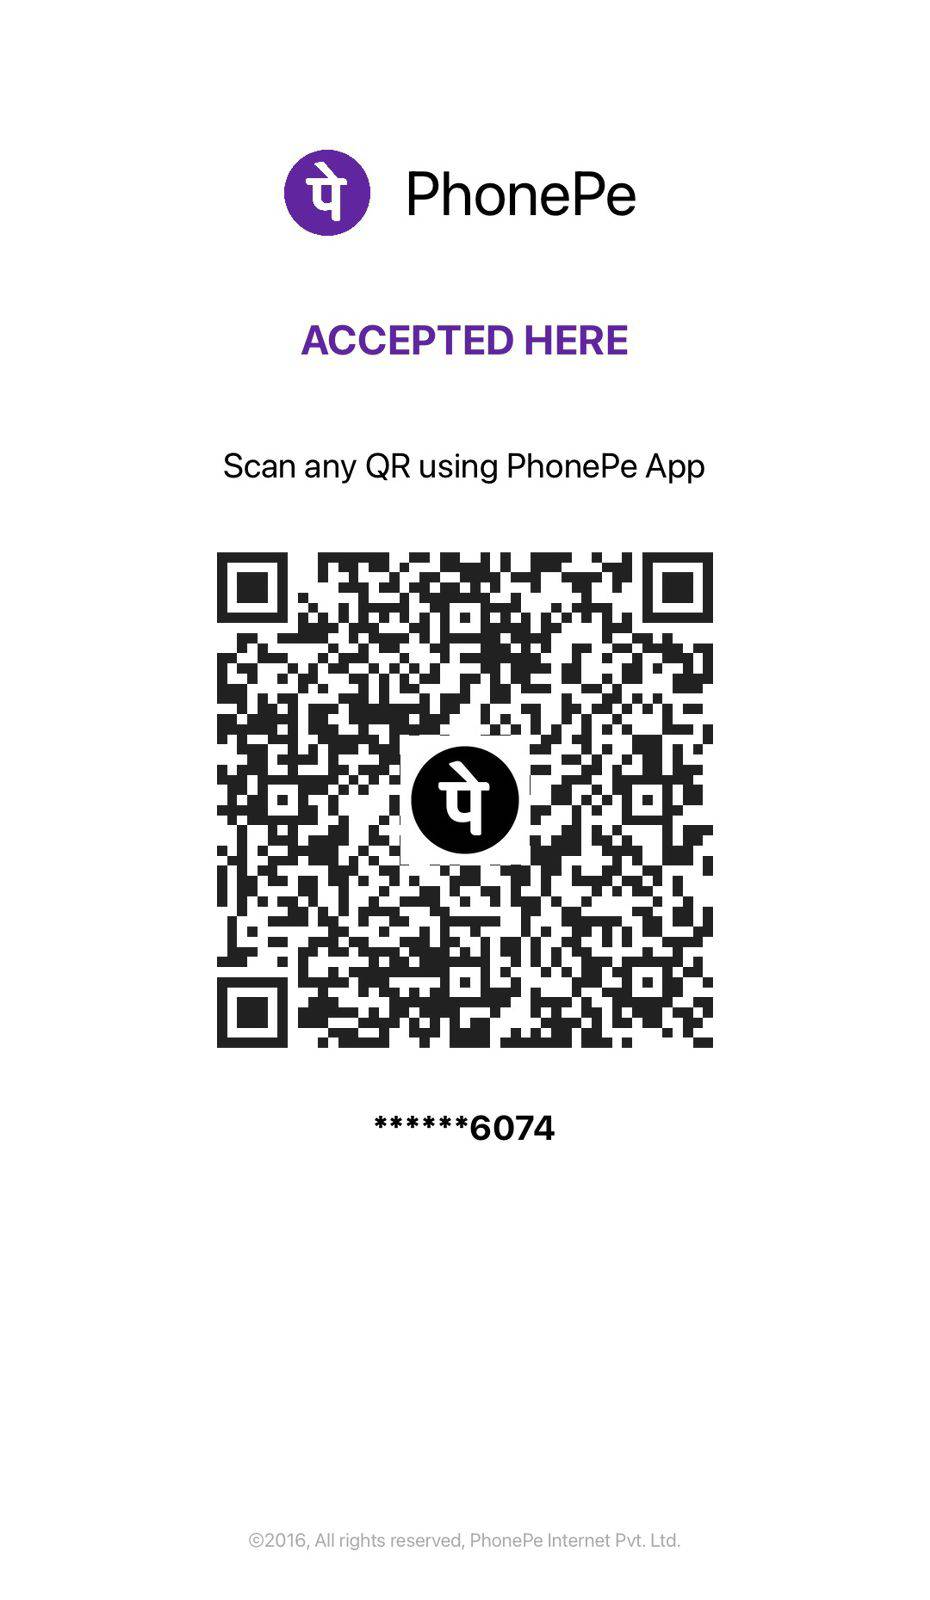 पे PhonePe
ACCEPTED HERE
Scan any QR using PhonePe App
पे
******6074
©2016, All rights reserved, PhonePe Internet Pvt. Ltd.